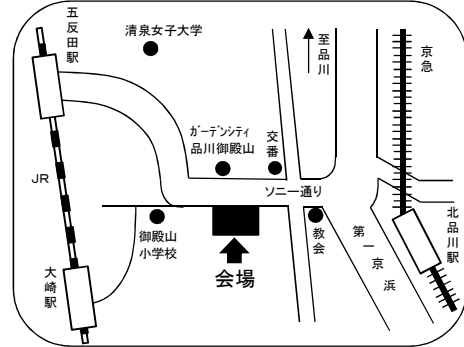 五反田駅
清泉女子大学
至品川
京急
ｶﾞｰﾃﾞﾝｼﾃｨ
品川御殿山
交番
ソニー通り
JR
御殿山
小学校
教会
第一京浜
北品川駅
大崎駅
会場